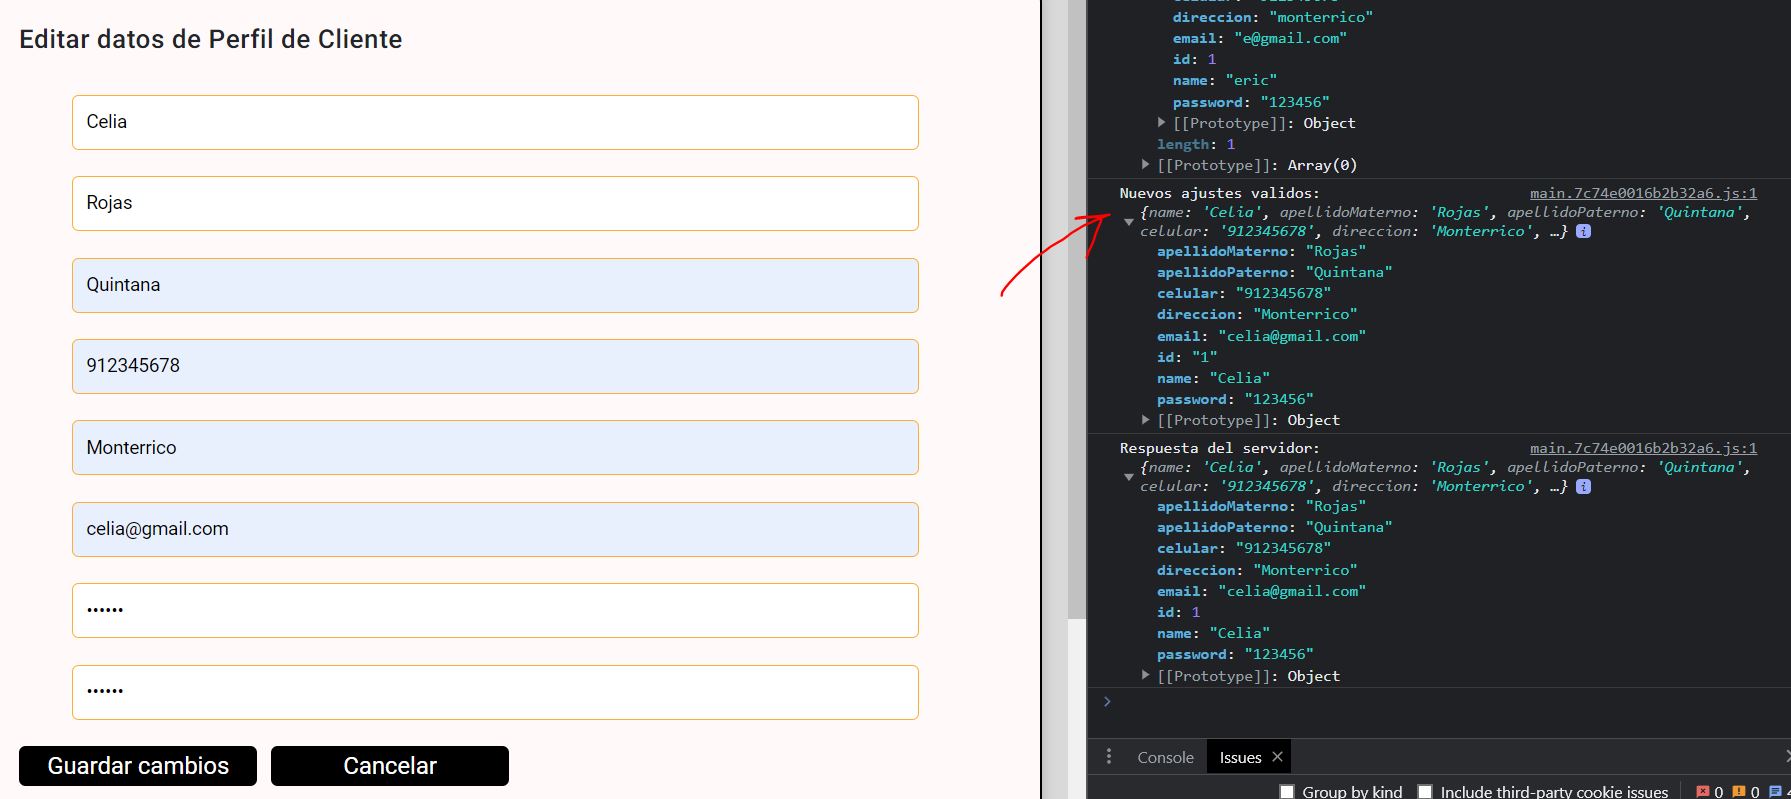 Editar datos de Perfil de Cliente
Celia
Rojas
Quintana
912345678
Monterrico
celia@gmail.com
••••••
••••••
Guardar cambios
Cancelar
direccion: "monterrico"
email: "e@gmail.com"
id: 1
name: "eric"
password: "123456"
[[Prototype]]: Object
length: 1
[[Prototype]]: Array(0)
Nuevos ajustes validos: main.7c74e0016b2b32a6.js:1
{name: 'Celia', apellidoMaterno: 'Rojas', apellidoPaterno: 'Quintana',
celular: '912345678', direccion: 'Monterrico', …} i
apellidoMaterno: "Rojas"
apellidoPaterno: "Quintana"
celular: "912345678"
direccion: "Monterrico"
email: "celia@gmail.com"
id: "1"
name: "Celia"
password: "123456"
[[Prototype]]: Object
Respuesta del servidor: main.7c74e0016b2b32a6.js:1
{name: 'Celia', apellidoMaterno: 'Rojas', apellidoPaterno: 'Quintana',
celular: '912345678', direccion: 'Monterrico', …} i
apellidoMaterno: "Rojas"
apellidoPaterno: "Quintana"
celular: "912345678"
direccion: "Monterrico"
email: "celia@gmail.com"
id: 1
name: "Celia"
password: "123456"
[[Prototype]]: Object
Console Issues
Group by kind Include third-party cookie issues 0 0